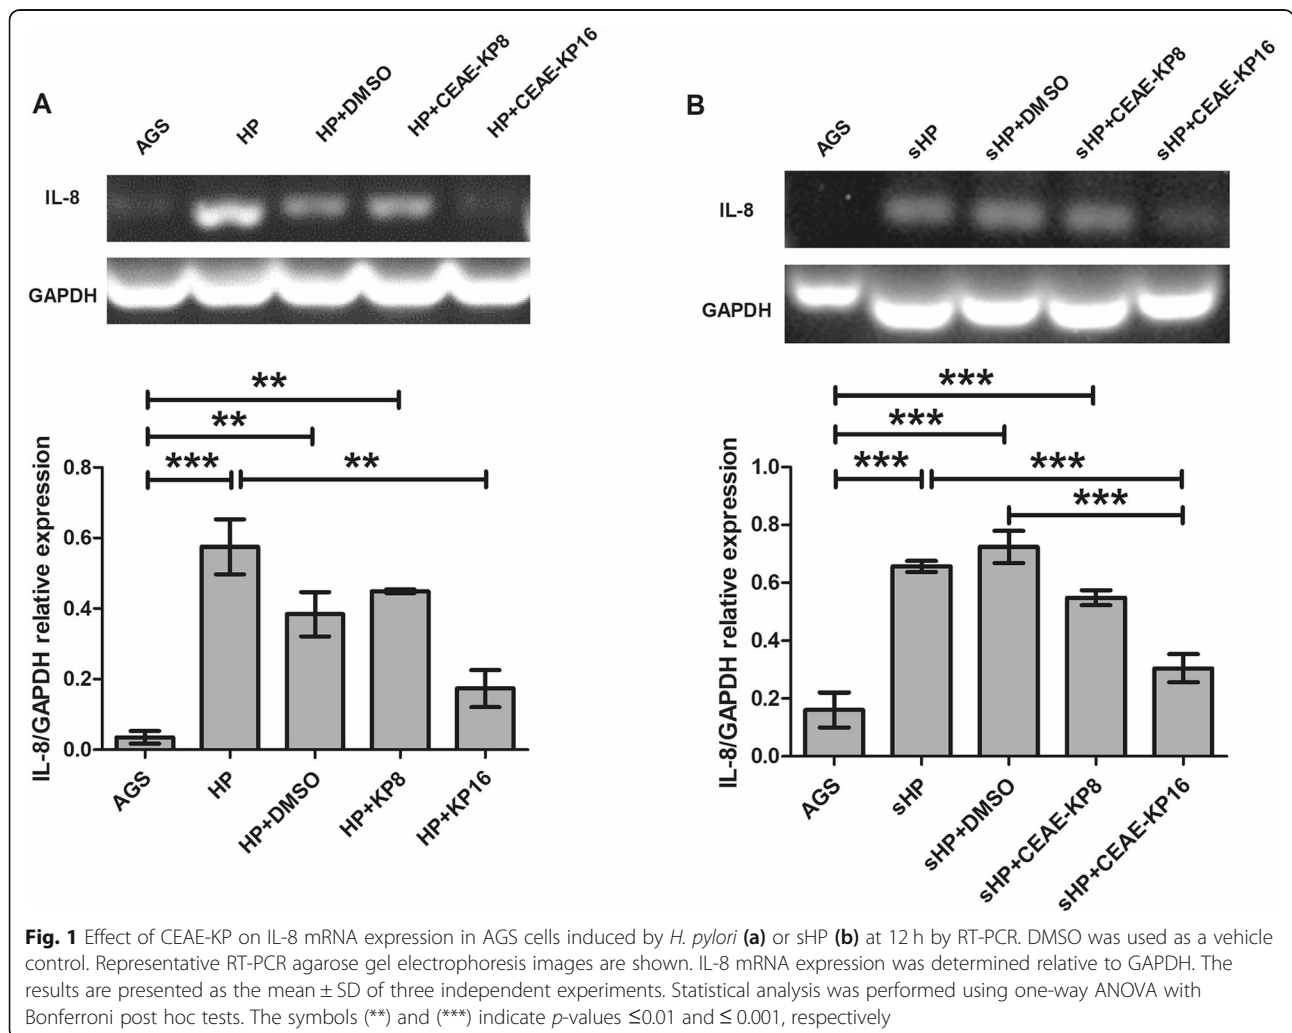 A
AGS
HP
HP+DMSO
HP+CEAE-KP8
HP+CEAE-KP16
IL-8
GAPDH
**
**
***
**
IL-8/GAPDH relative expression
0.8
0.6
0.4
0.2
0.0
AGS
HP
HP+DMSO
HP+KP8
HP+KP16
B
AGS
sHP
sHP+DMSO
sHP+CEAE-KP8
sHP+CEAE-KP16
IL-8
GAPDH
***
***
***
***
***
IL-8/GAPDH relative expression
1.0
0.8
0.6
0.4
0.2
0.0
AGS
sHP
sHP+DMSO
sHP+CEAE-KP8
sHP+CEAE-KP16
Fig. 1 Effect of CEAE-KP on IL-8 mRNA expression in AGS cells induced by H. pylori (a) or sHP (b) at 12 h by RT-PCR. DMSO was used as a vehicle
control. Representative RT-PCR agarose gel electrophoresis images are shown. IL-8 mRNA expression was determined relative to GAPDH. The
results are presented as the mean ± SD of three independent experiments. Statistical analysis was performed using one-way ANOVA with
Bonferroni post hoc tests. The symbols (**) and (***) indicate p-values ≤0.01 and ≤ 0.001, respectively